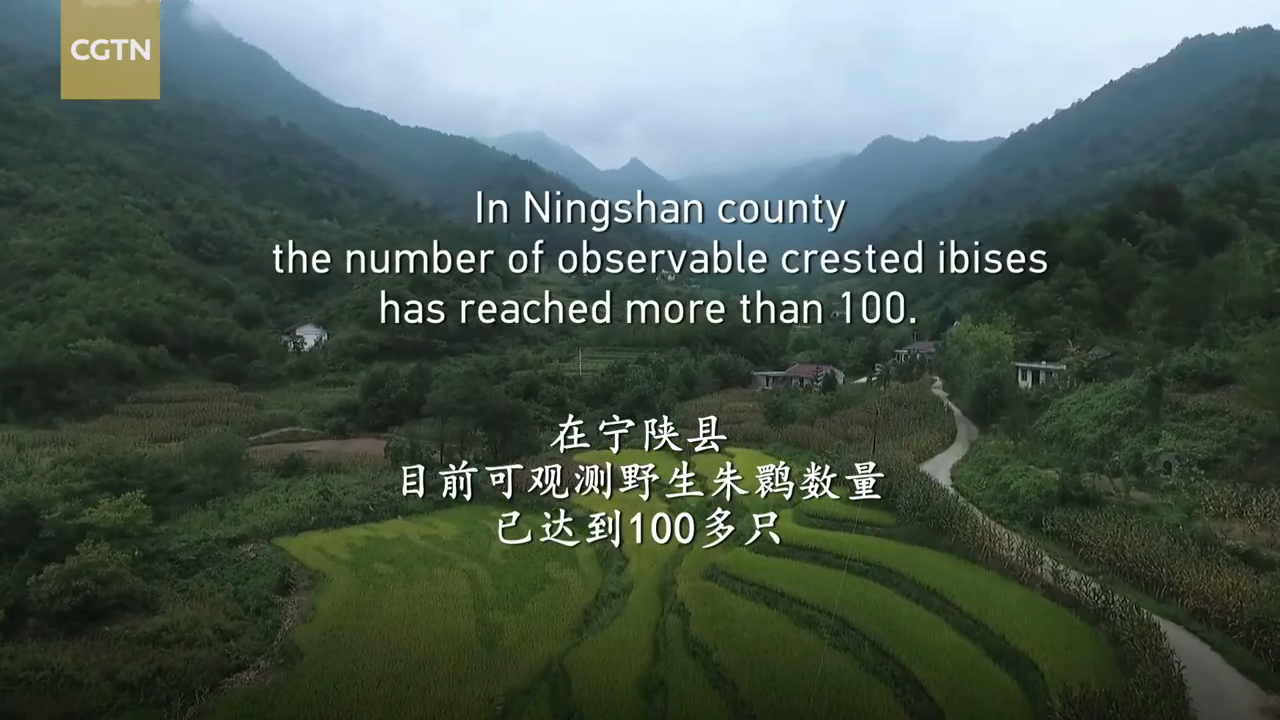 CGTN
In Ningshan county
the number of observable crested ibises
has reached more than 100.
在宁陕县
目前可观测野生朱鹮数量
已达到100多只